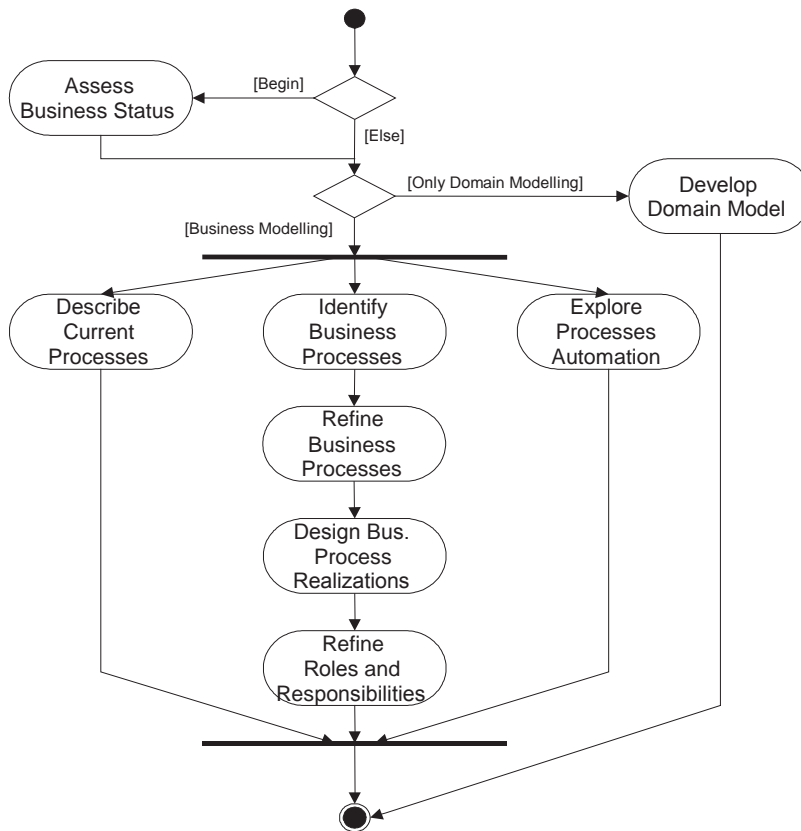 [Begin]
Assess
Business Status
[Else]
[Only Domain Modelling]
Develop
Domain Model
[Business Modelling]
Describe
Current
Processes
Identify
Business
Processes
Explore
Processes
Automation
Refine
Business
Processes
Design Bus.
Process
Realizations
Refine
Roles and
Responsibilities